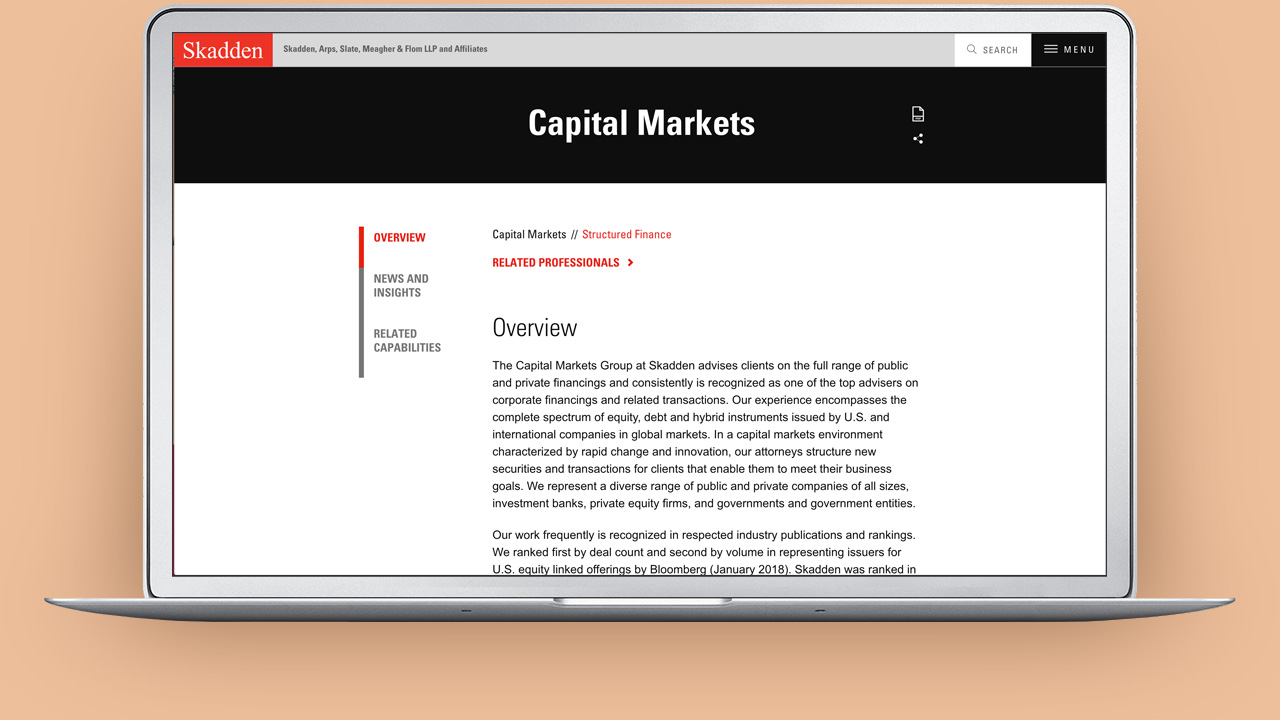 Skadden
Skadden, Arps, Slate, Meagher & Flom LLP and Affiliates
SEARCH
MENU
Capital Markets
OVERVIEW
NEWS AND
INSIGHTS
RELATED
CAPABILITIES
Capital Markets // Structured Finance
RELATED PROFESSIONALS
Overview
The Capital Markets Group at Skadden advises clients on the full range of public
and private financings and consistently is recognized as one of the top advisers on
corporate financings and related transactions. Our experience encompasses the
complete spectrum of equity, debt and hybrid instruments issued by U.S. and
international companies in global markets. In a capital markets environment
characterized by rapid change and innovation, our attorneys structure new
securities and transactions for clients that enable them to meet their business
goals. We represent a diverse range of public and private companies of all sizes,
investment banks, private equity firms, and governments and government entities.
Our work frequently is recognized in respected industry publications and rankings.
We ranked first by deal count and second by volume in representing issuers for
U.S. equity linked offerings by Bloomberg (January 2018). Skadden was ranked in